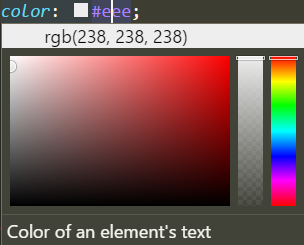 color: #eee;
rgb(238, 238, 238)
Color of an element's text